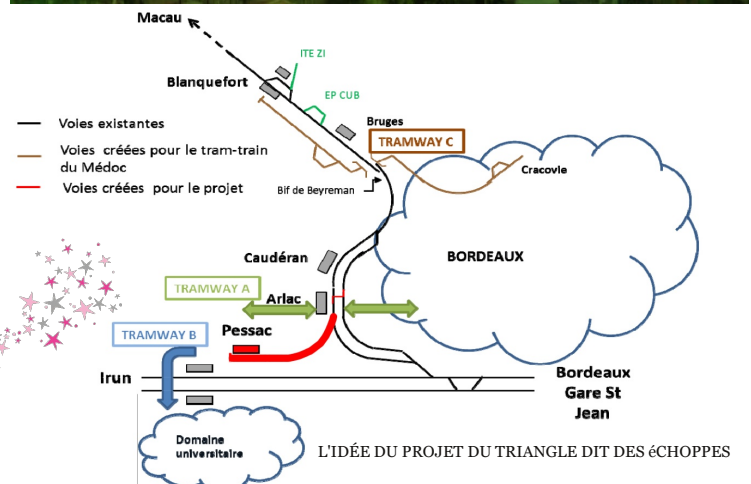 Macau
ITE ZI
Blanquefort
EP CUB
Bruges
Voies existantes
TRAMWAY C
Voies créées pour le tram-train
du Médoc
Cracovie
Voies créées pour le projet
Bif de Beyreman
Caudéran
BORDEAUX
TRAMWAY A
Arlac
TRAMWAY B
Pessac
Irun
Bordeaux
Gare St
Jean
Domaine
universitaire
L'IDÉE DU PROJET DU TRIANGLE DIT DES éCHOPPES